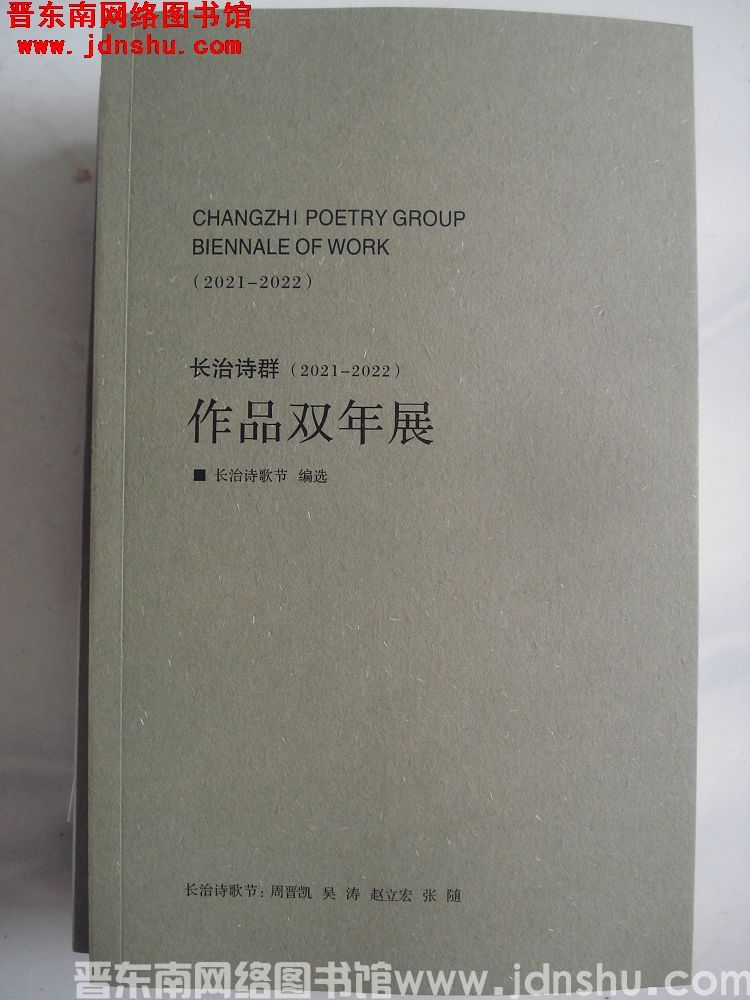 晋东南网络图书馆
www.jdnshu.com
CHANGZHI POETRY GROUP
BIENNALE OF WORK
(2021-2022)
长治诗群(2021-2022)
作品双年展
■ 长治诗歌节 编选
长治诗歌节:周晋凯 吴 涛 赵立宏 张 随
晋东南网络图书馆www.jdnshu.com